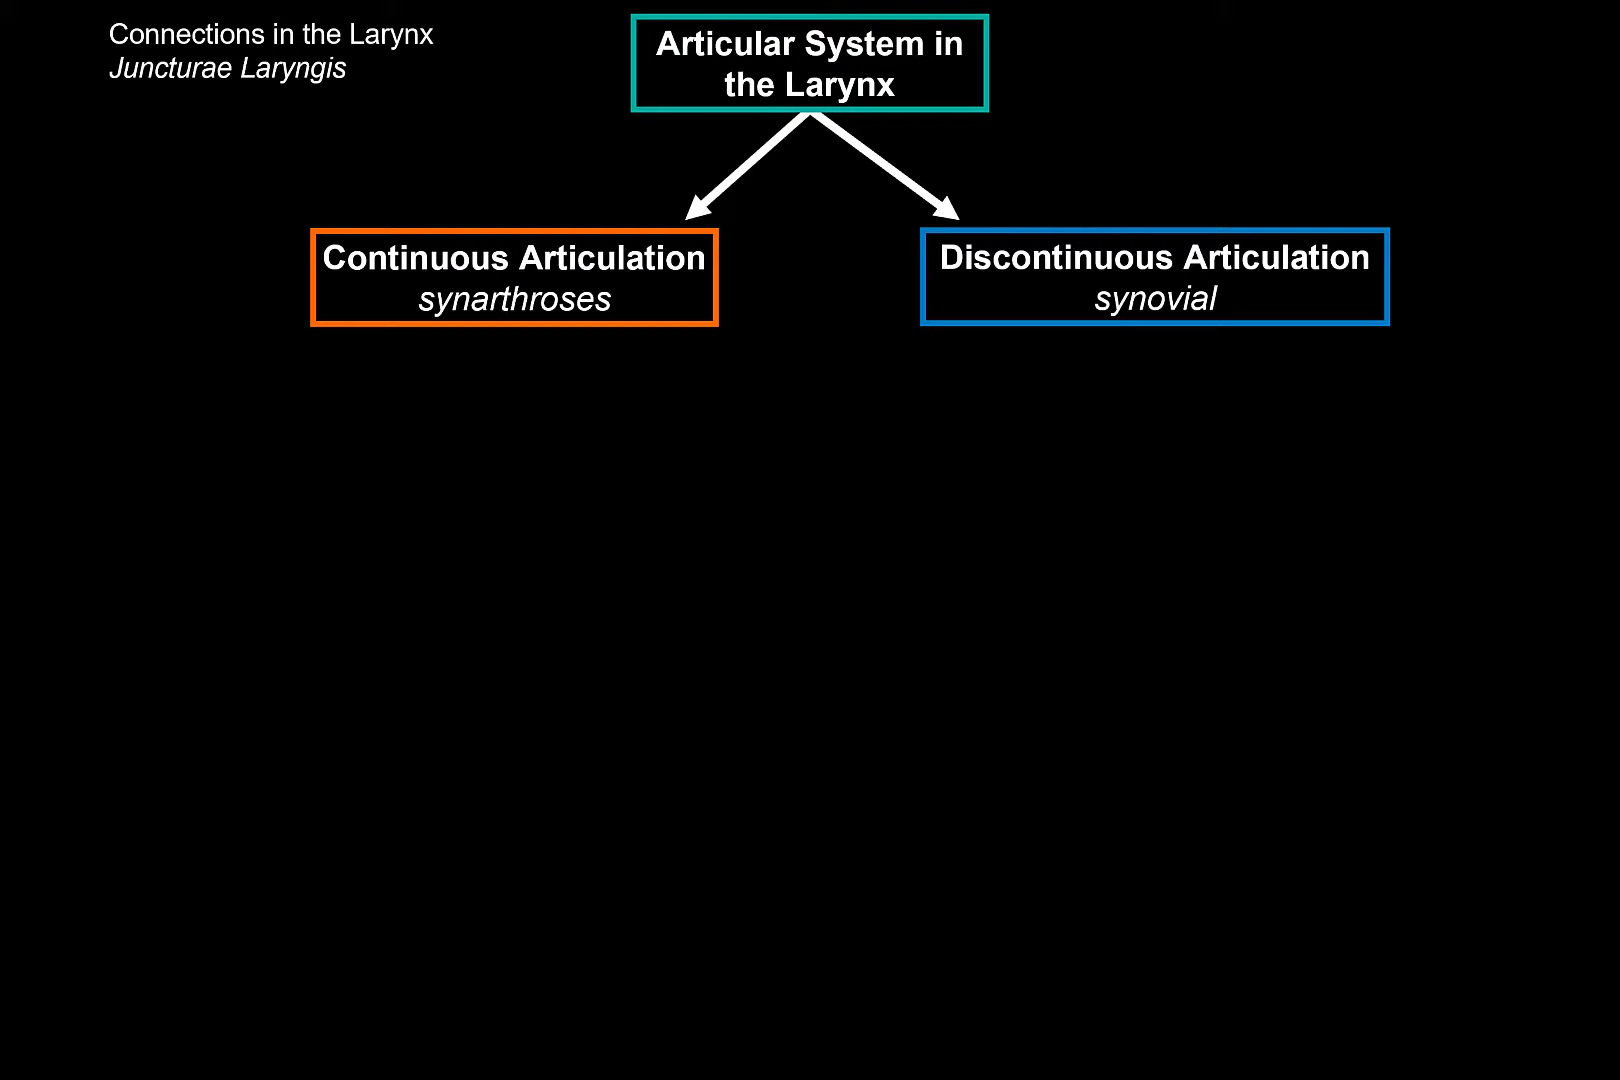 Connections in the Larynx
Juncturae Laryngis
Articular System in
the Larynx
Continuous Articulation
synarthroses
Discontinuous Articulation
synovial